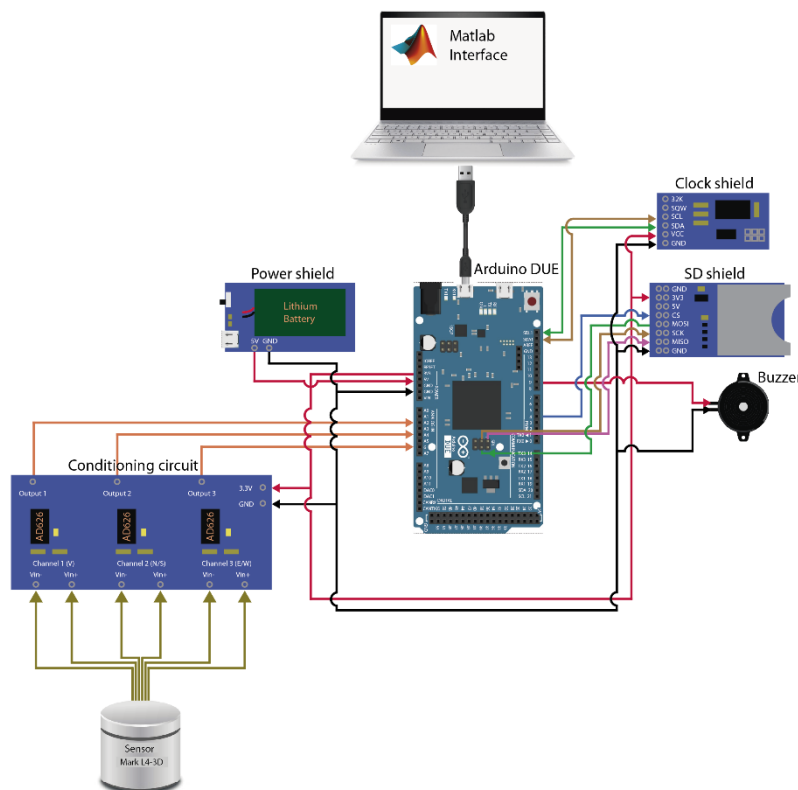 Matlab
Interface
Clock shield
32K
SQW
SCL
SDA
VCC
GND
Power shield
Arduino DUE
SD shield
Lithium
Battery
GND
3V3
5V
CS
MOSI
SCK
MISO
GND
5V GND
Buzzer
Conditioning circuit
Output 1
Output 2
Output 3
3.3V
GND
AD626
AD626
AD626
Channel 1 (V)
Channel 2 (N/S)
Channel 3 (E/W)
Vin- Vin+
Vin- Vin+
Vin- Vin+
DAC0
DAC1
Sensor
Mark L4-3D